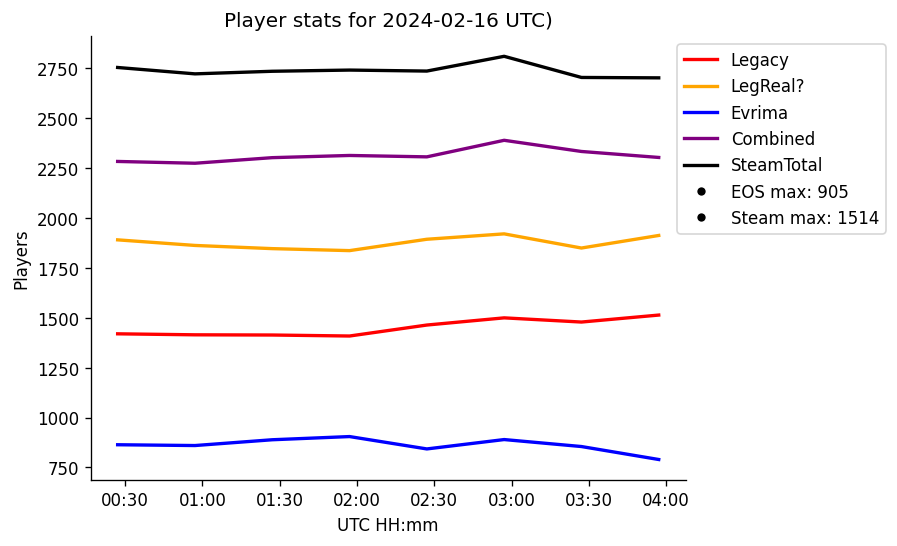 Player stats for 2024-02-16 UTC)
Legacy
LegReal?
Evrima
Combined
SteamTotal
EOS max: 905
Steam max: 1514
Players
2750
2500
2250
2000
1750
1500
1250
1000
750
00:30 01:00 01:30 02:00 02:30 03:00 03:30 04:00
UTC HH:mm